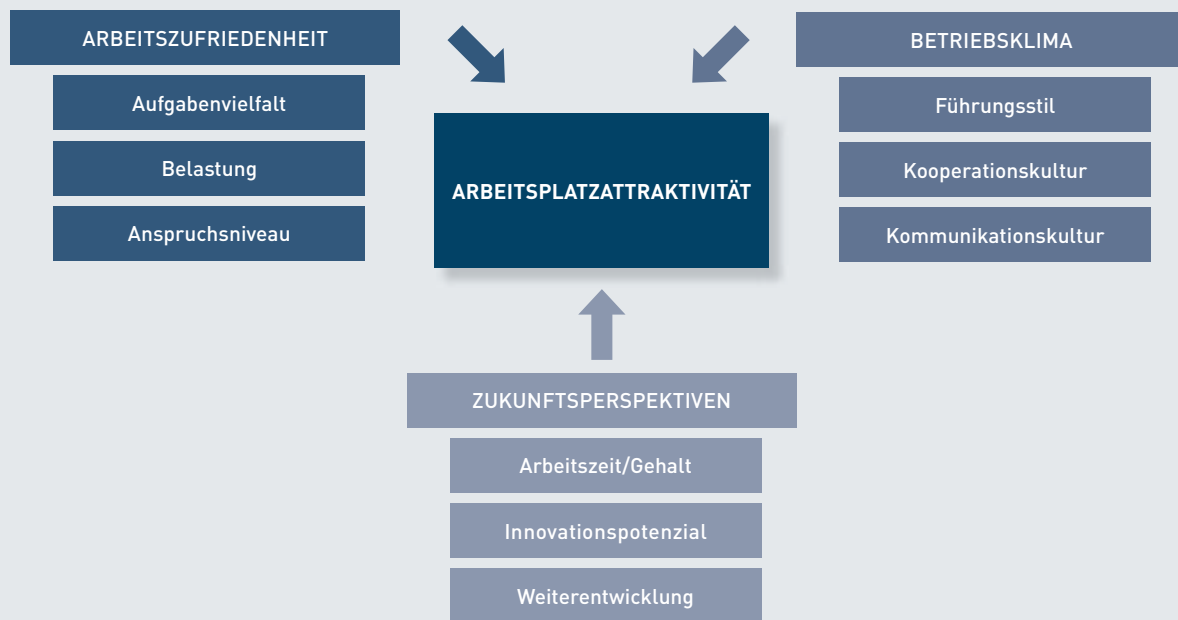 ARBEITSZUFRIEDENHEIT
Aufgabenvielfalt
Belastung
Anspruchsniveau
ARBEITSPLATZATTRAKTIVITÄT
BETRIEBSKLIMA
Führungsstil
Kooperationskultur
Kommunikationskultur
ZUKUNFTSPERSPEKTIVEN
Arbeitszeit/Gehalt
Innovationspotenzial
Weiterentwicklung